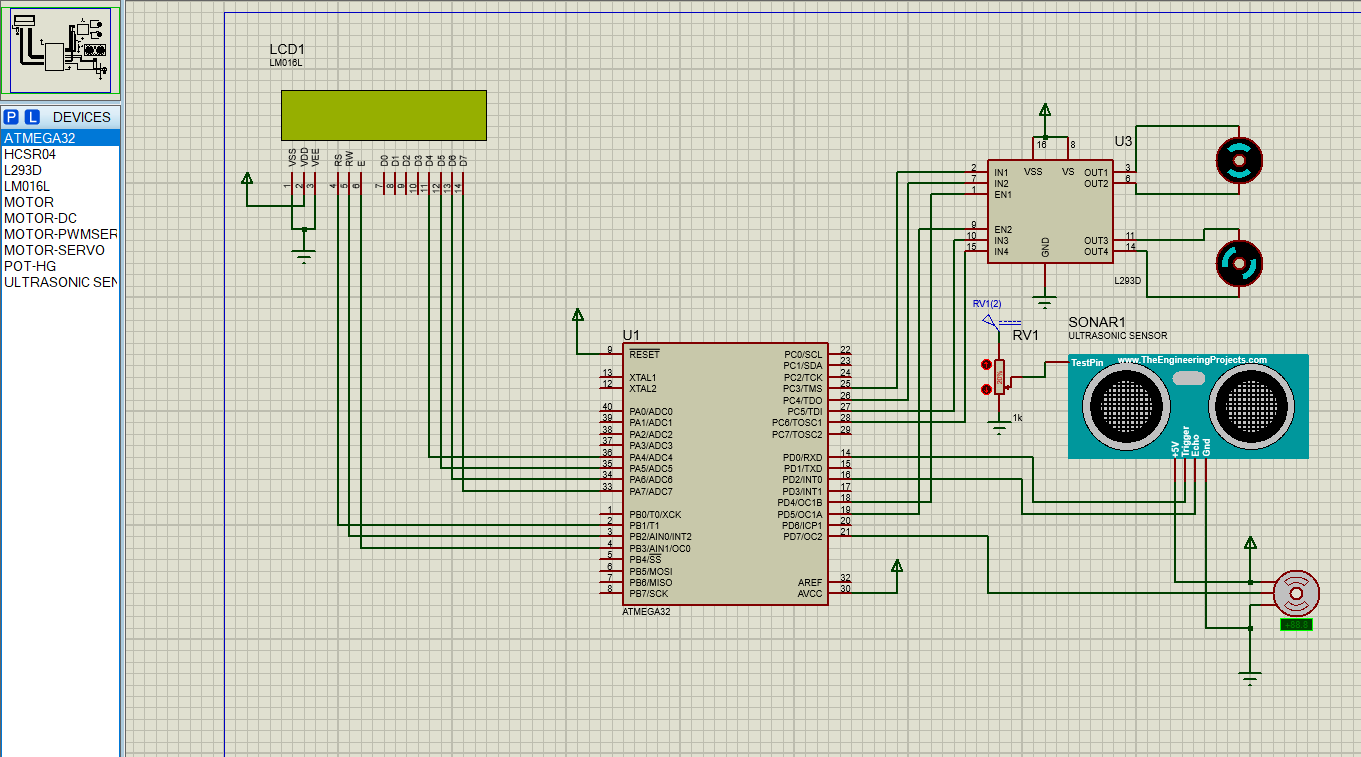 P L DEVICES
ATMEGA32
HCSR04
L293D
LM016L
MOTOR
MOTOR-DC
MOTOR-PWMSER
MOTOR-SERVO
POT-HG
ULTRASONIC SEN
LCD1
LM016L
VSS VDD VEE RS RW E D0 D1 D2 D3 D4 D5 D6 D7
1 2 3 4 5 6 7 8 9 10 11 12 13 14
U1
9 RESET
13 XTAL1
12 XTAL2
40 PA0/ADC0
39 PA1/ADC1
38 PA2/ADC2
37 PA3/ADC3
36 PA4/ADC4
35 PA5/ADC5
34 PA6/ADC6
33 PA7/ADC7
1 PB0/T0/XCK
2 PB1/T1
3 PB2/AIN0/INT2
4 PB3/AIN1/OC0
5 PB4/SS
6 PB5/MOSI
7 PB6/MISO
8 PB7/SCK
PC0/SCL 22
PC1/SDA 23
PC2/TCK 24
PC3/TMS 25
PC4/TDO 26
PC5/TDI 27
PC6/TOSC1 28
PC7/TOSC2 29
PD0/RXD 14
PD1/TXD 15
PD2/INT0 16
PD3/INT1 17
PD4/OC1B 18
PD5/OC1A 19
PD6/ICP1 20
PD7/OC2 21
AREF 32
AVCC 30
ATMEGA32
U3
16 8
VSS VS
2 IN1
7 IN2
1 EN1
9 EN2
10 IN3
15 IN4
OUT1 3
OUT2 6
OUT3 11
OUT4 14
GND
L293D
RV1(2)
RV1
1k
SONAR1
ULTRASONIC SENSOR
TestPin www.TheEngineeringProjects.com
+5V
Trigger
Echo
Gnd